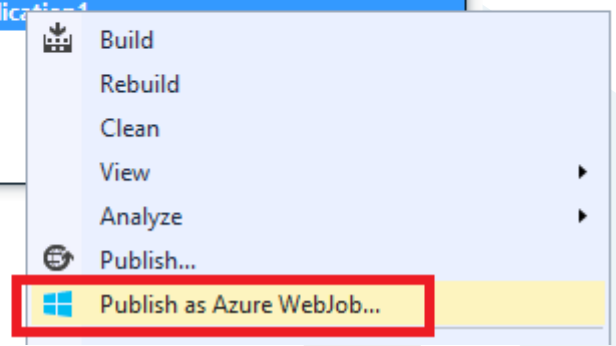 Build
Rebuild
Clean
View
Analyze
Publish...
Publish as Azure WebJob...